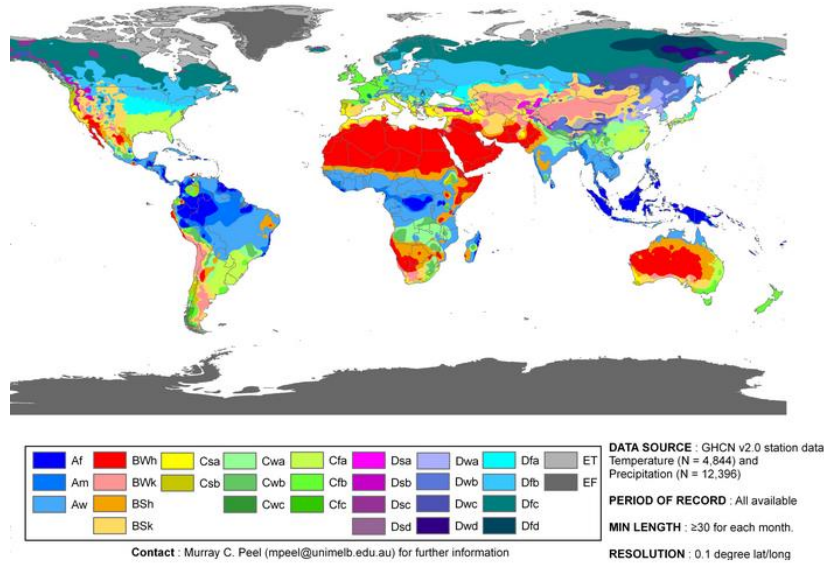 Af BWh Csa Cwa Cfa Dsa Dwa Dfa ET
Am BWk Csb Cwb Cfb Dsb Dwb Dfb EF
Aw BSh Cwc Cfc Dsc Dwc Dfc
BSk Dsd Dwd Dfd
Contact : Murray C. Peel (mpeel@unimelb.edu.au) for further information
DATA SOURCE : GHCN v2.0 station data
Temperature (N = 4,844) and
Precipitation (N = 12,396)
PERIOD OF RECORD : All available
MIN LENGTH : ≥30 for each month.
RESOLUTION : 0.1 degree lat/long